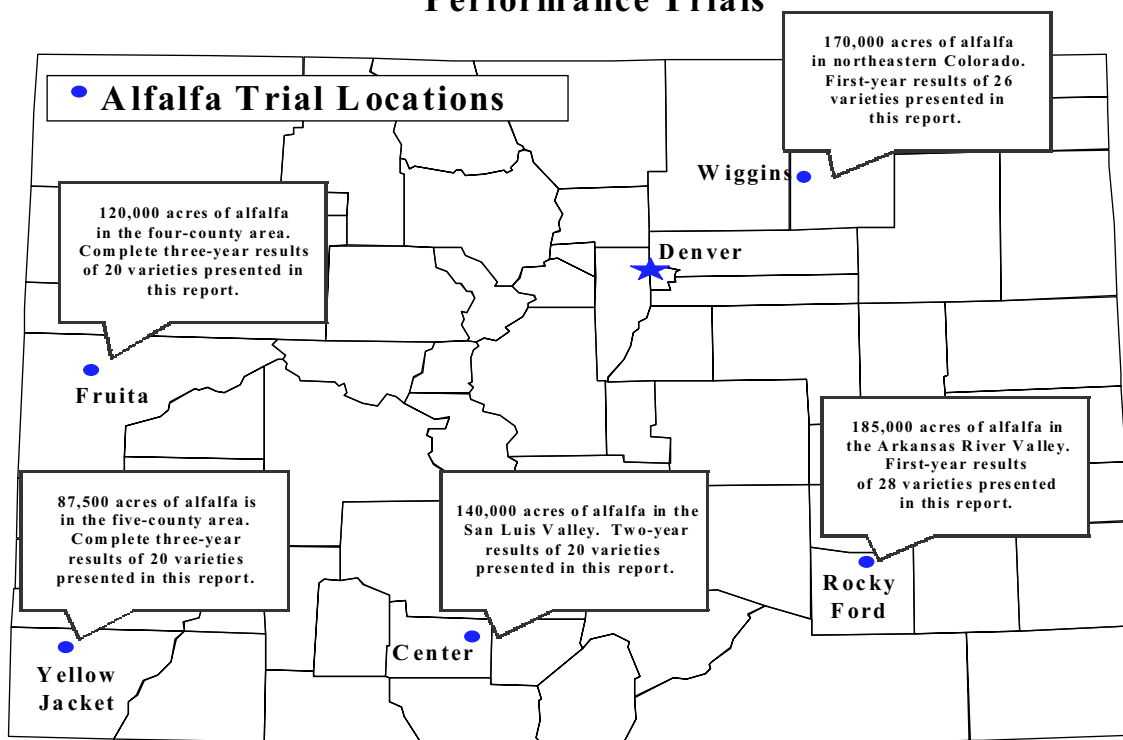 Performance Trials
170,000 acres of alfalfa
in northeastern Colorado.
First-year results of 26
varieties presented in
this report.
Alfalfa Trial Locations
Wiggins
120,000 acres of alfalfa
in the four-county area.
Complete three-year results
of 20 varieties presented in
this report.
Denver
Fruita
185,000 acres of alfalfa in
the Arkansas River Valley.
First-year results
of 28 varieties presented
in this report.
87,500 acres of alfalfa is
in the five-county area.
Complete three-year
results of 20 varieties
presented in this report.
140,000 acres of alfalfa in the
San Luis Valley.  Two-year
results of 20 varieties
presented in this report.
Rocky
Ford
Center
Yellow
Jacket